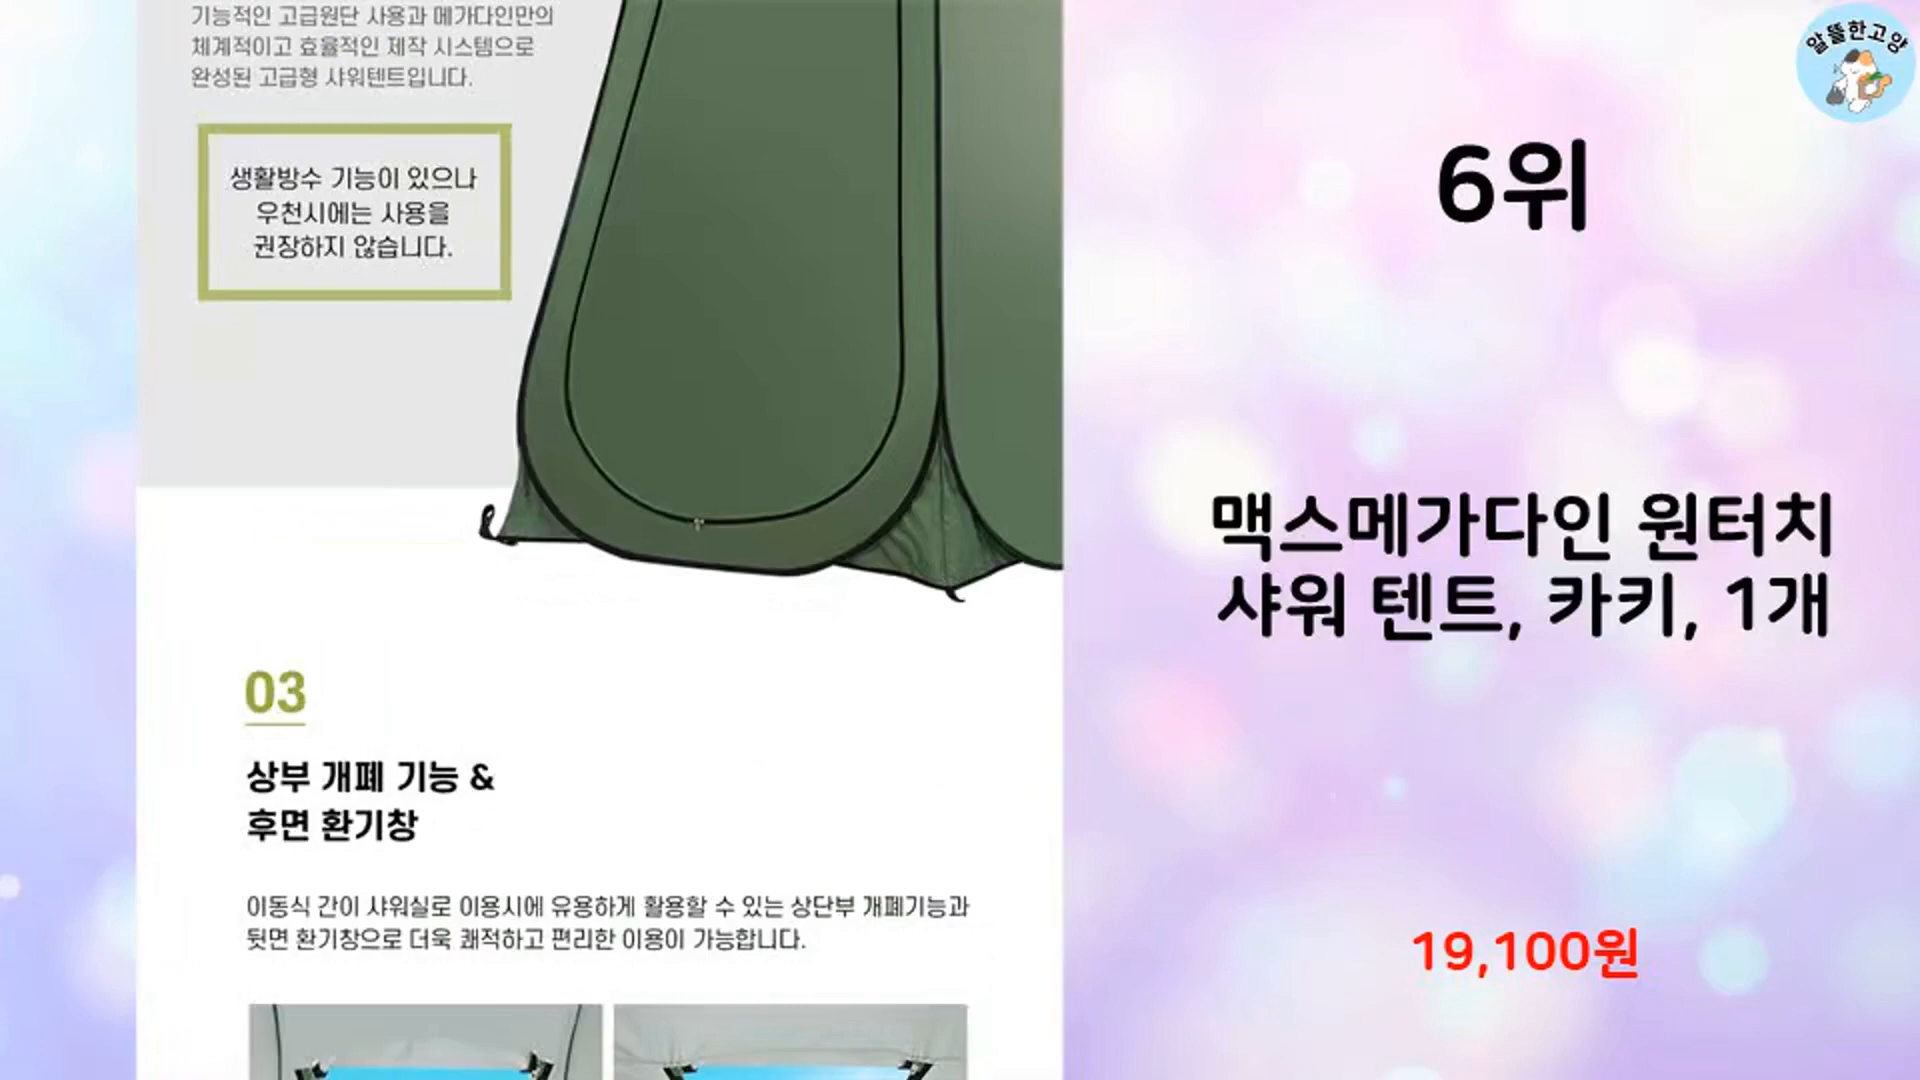 기능적인 고급원단 사용과 메가다인만의
체계적이고 효율적인 제작 시스템으로
완성된 고급형 샤워텐트입니다.
생활방수 기능이 있으나
우천시에는 사용을
권장하지 않습니다.
03
상부 개폐 기능 &
후면 환기창
이동식 간이 샤워실로 이용시에 유용하게 활용할 수 있는 상단부 개폐기능과
뒷면 환기창으로 더욱 쾌적하고 편리한 이용이 가능합니다.
알뜰한고양
6위
맥스메가다인 원터치
샤워 텐트, 카키, 1개
19,100원